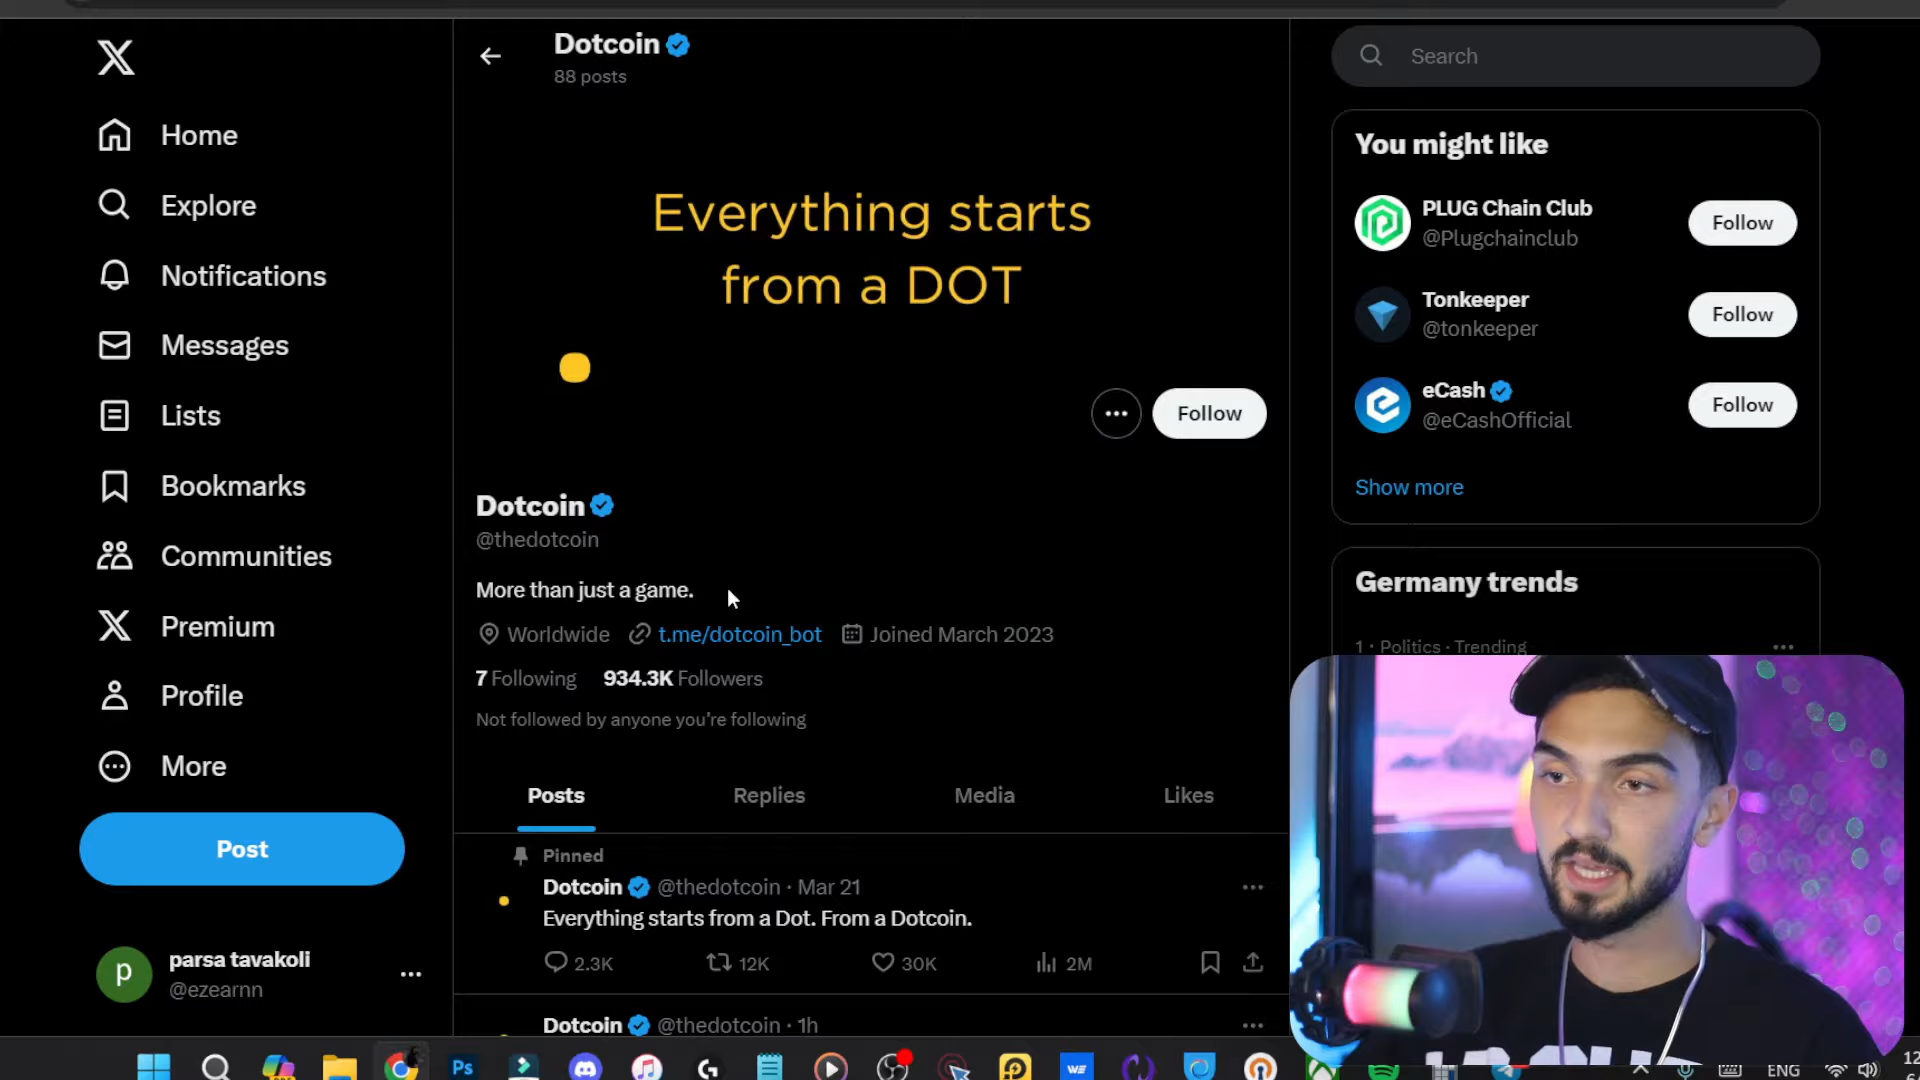 Home
Explore
Notifications
Messages
Lists
Bookmarks
Communities
Premium
Profile
More
Post
parsa tavakoli
@ezearnn
p
Dotcoin
88 posts
Everything starts
from a DOT
Follow
Dotcoin
@thedotcoin
More than just a game.
Worldwide t.me/dotcoin_bot Joined March 2023
7 Following 934.3K Followers
Not followed by anyone you're following
Posts Replies Media Likes
Pinned
Dotcoin @thedotcoin · Mar 21
Everything starts from a Dot. From a Dotcoin.
2.3K 12K 30K 2M
Dotcoin @thedotcoin · 1h
Search
You might like
PLUG Chain Club
@Plugchainclub
Follow
Tonkeeper
@tonkeeper
Follow
eCash
@eCashOfficial
Follow
Show more
Germany trends
1 · Politics · Trending
Ps
WE
ENG